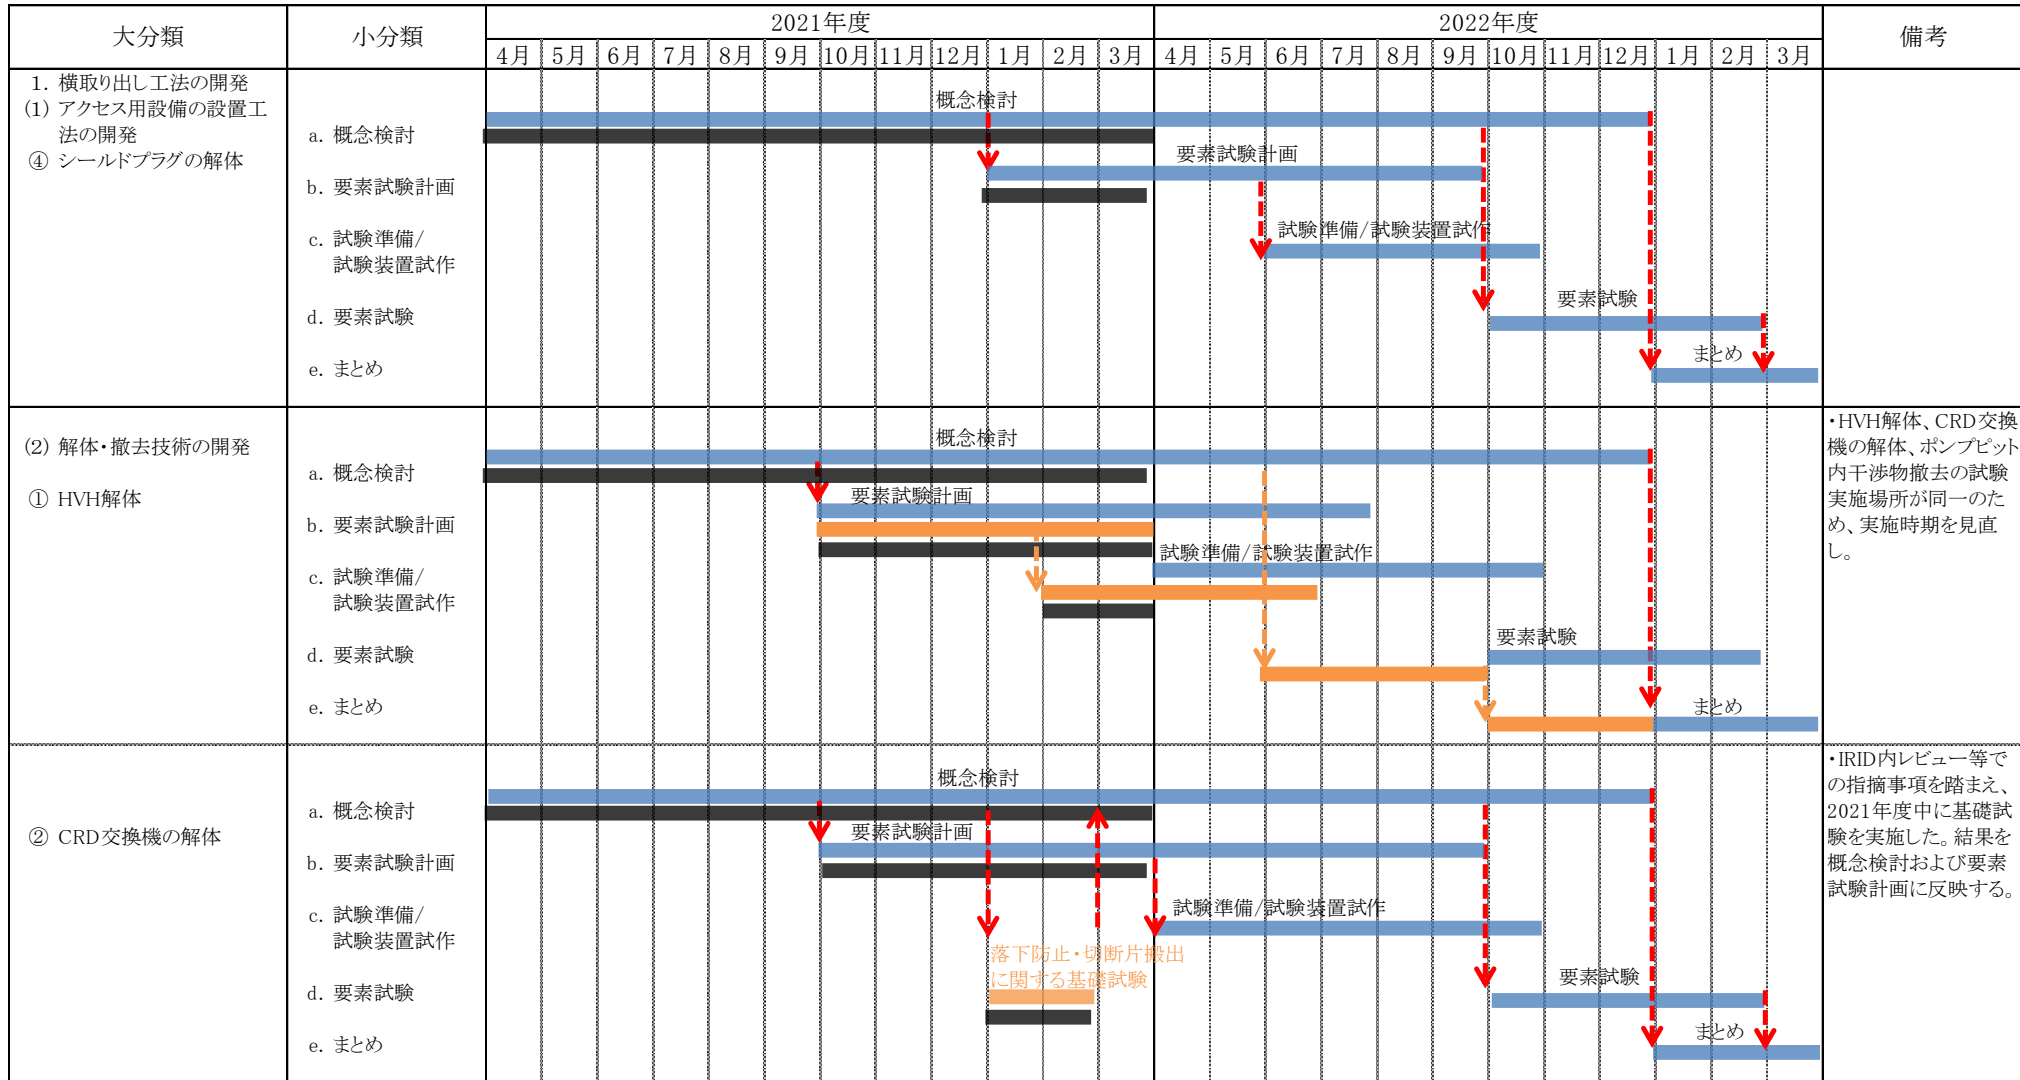 大分類
小分類
2021年度
2022年度
備考
4月 5月 6月 7月 8月 9月 10月 11月 12月 1月 2月 3月 4月 5月 6月 7月 8月 9月 10月 11月 12月 1月 2月 3月
1. 横取り出し工法の開発
(1) アクセス用設備の設置工
法の開発
④ シールドプラグの解体
a. 概念検討
b. 要素試験計画
c. 試験準備/
試験装置試作
d. 要素試験
e. まとめ
概念検討
要素試験計画
試験準備/試験装置試作
要素試験
まとめ
(2) 解体・撤去技術の開発
① HVH解体
a. 概念検討
b. 要素試験計画
c. 試験準備/
試験装置試作
d. 要素試験
e. まとめ
概念検討
要素試験計画
試験準備/試験装置試作
要素試験
まとめ
・HVH解体、CRD交換
機の解体、ポンプピット
内干渉物撤去の試験
実施場所が同一のた
め、実施時期を見直
し。
② CRD交換機の解体
a. 概念検討
b. 要素試験計画
c. 試験準備/
試験装置試作
d. 要素試験
e. まとめ
概念検討
要素試験計画
試験準備/試験装置試作
落下防止・切断片搬出
に関する基礎試験
要素試験
まとめ
・IRID内レビュー等で
の指摘事項を踏まえ、
2021年度中に基礎試
験を実施した。結果を
概念検討および要素
試験計画に反映する。